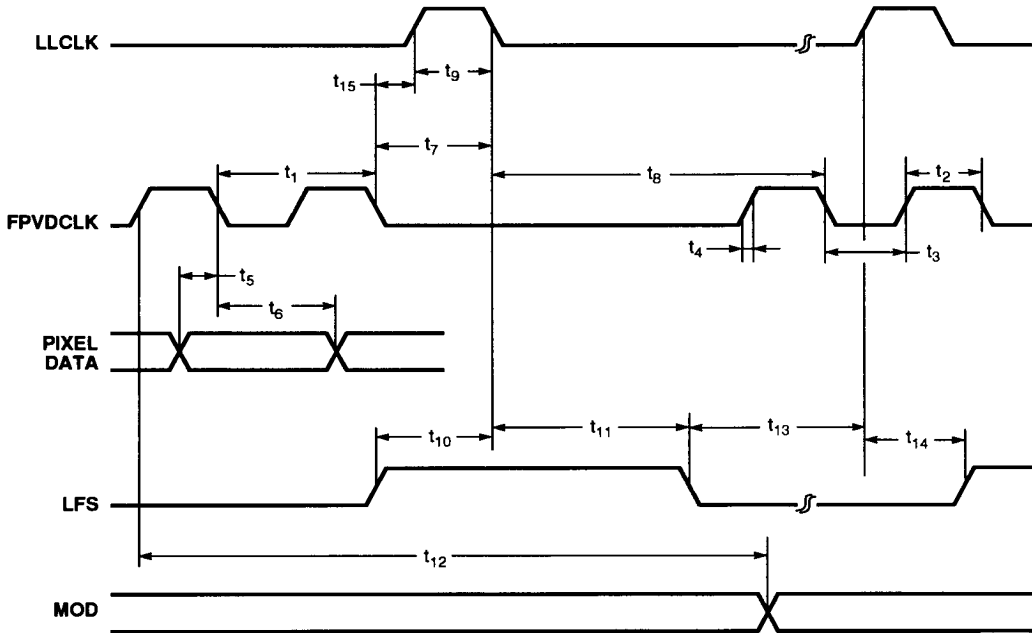 LLCLK
t9
t15
t7
t1
t8
t2
FPVDCLK
t4
t3
t5
t6
PIXEL
DATA
t10
t11
t13
t14
LFS
t12
MOD